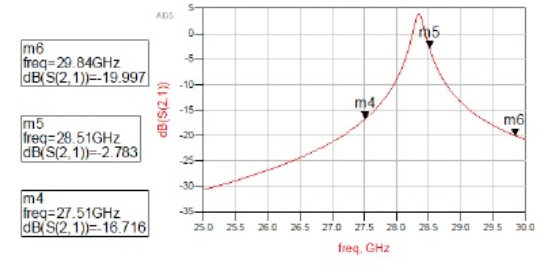 ADS
m6
freq=29.84GHz
dB(S(2,1))=-19.997
m5
freq=28.51GHz
dB(S(2,1))=-2.783
m4
freq=27.51GHz
dB(S(2,1))=-16.716
dB(S(2,1))
5
0
-5
-10
-15
-20
-25
-30
-35
m5
m4
m6
25.0 25.5 26.0 26.5 27.0 27.5 28.0 28.5 29.0 29.5 30.0
freq, GHz